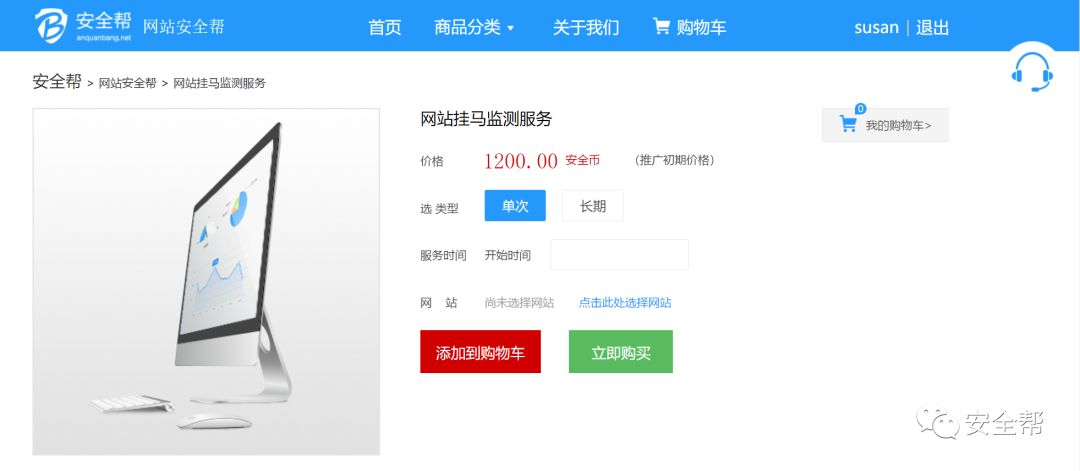 安全帮 网站安全帮 首页 商品分类 关于我们 购物车 susan | 退出
anquanbang.net
安全帮 > 网站安全帮 > 网站挂马监测服务
网站挂马监测服务
0
我的购物车>
价格 1200.00 安全币 （推广初期价格）
选 类型 单次 长期
服务时间 开始时间
网 站 尚未选择网站 点击此处选择网站
添加到购物车 立即购买
安全帮